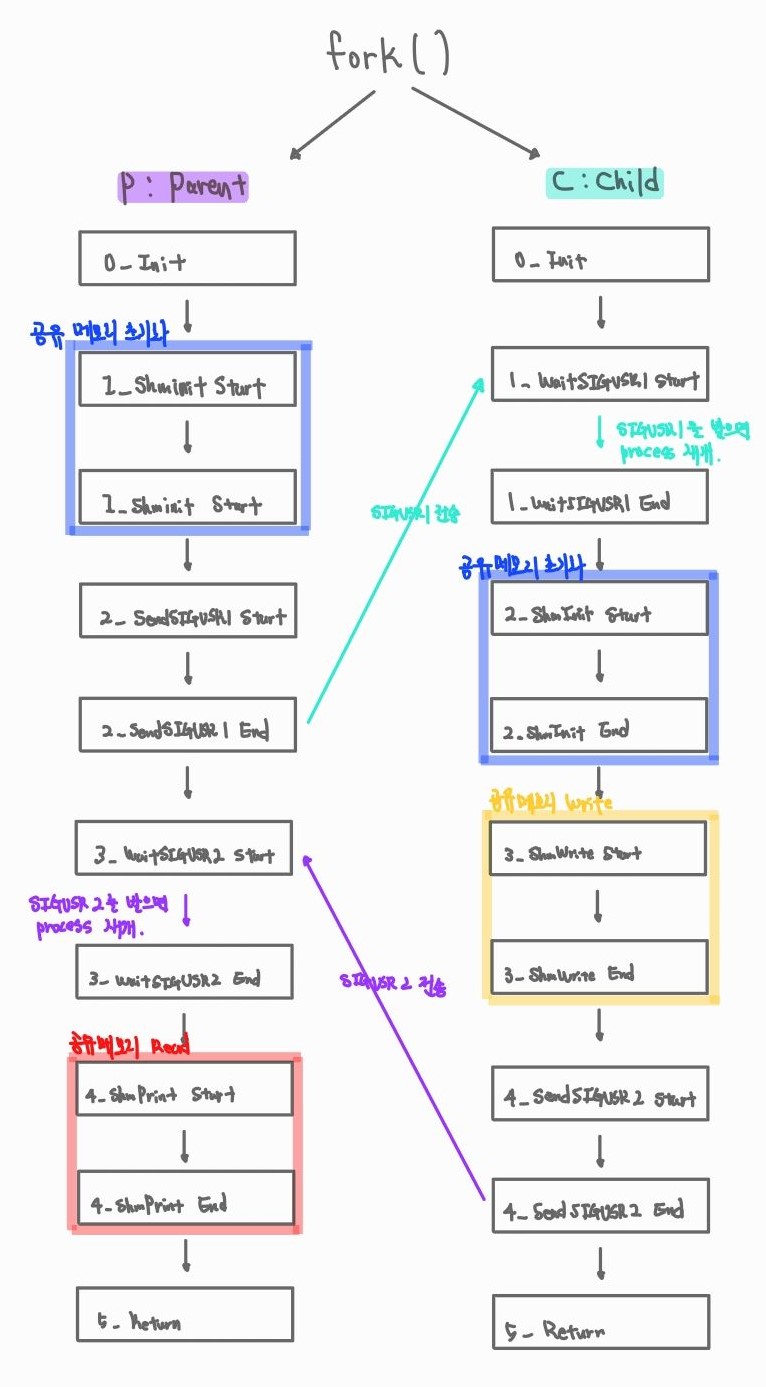 fork()
P : Parent
0_Init
공유 메모리 초기화
1_Shminit Start
1_Shminit Start
2_SendSIGUSR1 Start
2_SendSIGUSR1 End
3_WaitSIGUSR2 Start
SIGUSR2를 받으면
process 재개.
3_WaitSIGUSR2 End
공유메모리 Read
4_ShmPrint Start
4_ShmPrint End
5_Return
SIGUSR1 전송
SIGUSR2 전송
C : Child
0_Init
1_WaitSIGUSR1 Start
SIGUSR1을 받으면
process 재개.
1_WaitSIGUSR1 End
공유메모리 초기화
2_ShmInit Start
2_ShmInit End
공유메모리 Write
3_ShmWrite Start
3_ShmWrite End
4_SendSIGUSR2 Start
4_SendSIGUSR2 End
5_Return